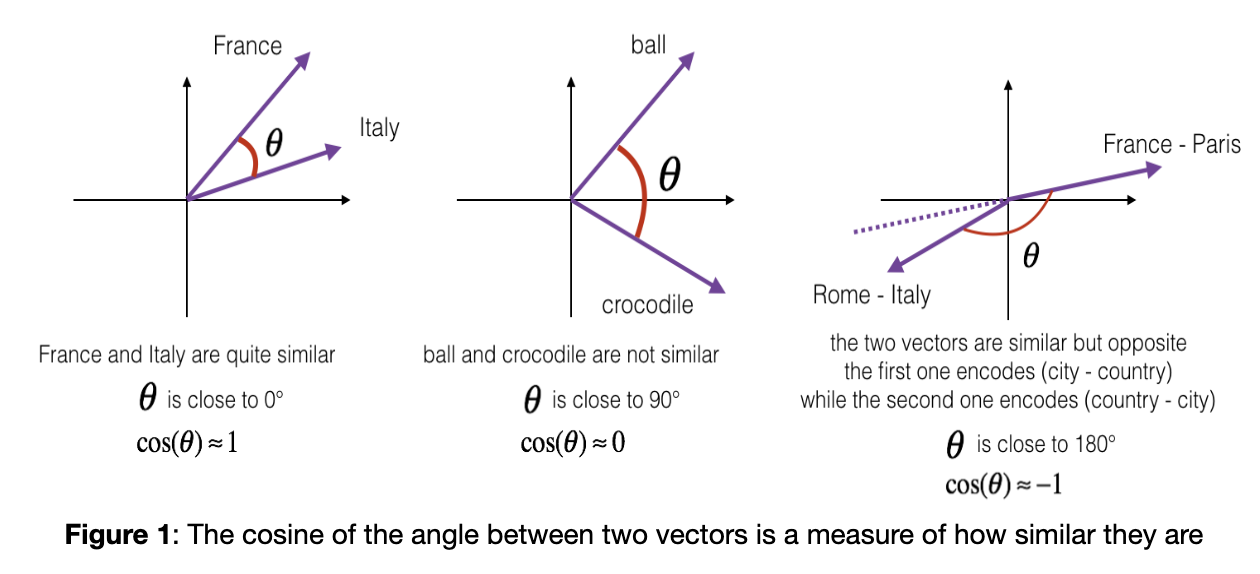 France
θ
Italy
France and Italy are quite similar
θ is close to 0°
cos(θ)≈1
ball
θ
crocodile
ball and crocodile are not similar
θ is close to 90°
cos(θ)≈0
France - Paris
θ
Rome - Italy
the two vectors are similar but opposite
the first one encodes (city - country)
while the second one encodes (country - city)
θ is close to 180°
cos(θ)≈−1
Figure 1: The cosine of the angle between two vectors is a measure of how similar they are